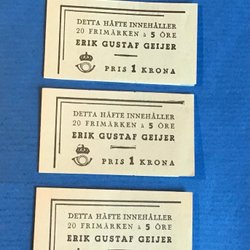 DETTA HÄFTE INNEHÅLLER
20 FRIMÄRKEN à 5 ÖRE
ERIK GUSTAF GEIJER
PRIS 1 KRONA
DETTA HÄFTE INNEHÅLLER
20 FRIMÄRKEN à 5 ÖRE
ERIK GUSTAF GEIJER
PRIS 1 KRONA
DETTA HÄFTE INNEHÅLLER
20 FRIMÄRKEN à 5 ÖRE
ERIK GUSTAF GEIJER